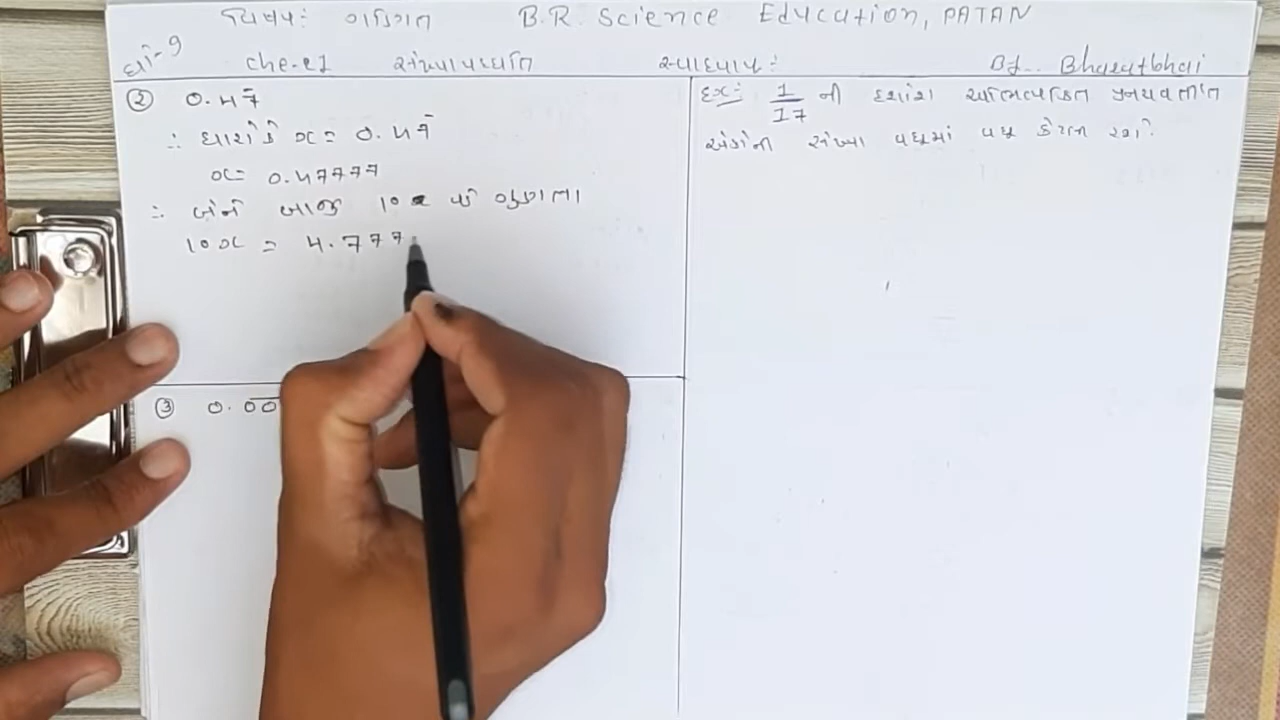 વિષય: ગણિત B.R. Science Education, PATAN
ધો-9 Ch.01 સંખ્યાપધ્ધતિ સ્વાધ્યાય: By.. Bharatbhai
② 0.47̅
∴ ધારોકે x = 0.47̅
x = 0.47777
∴ બંને બાજુ 10 વડે ગુણતા
10x = 4.777
③ 0.00
દા: 1/17 ની દશાંશ અભિવ્યક્તિ પુનરાવર્તિત
અંકોની સંખ્યા વધુમાં વધુ કેટલી હશે.